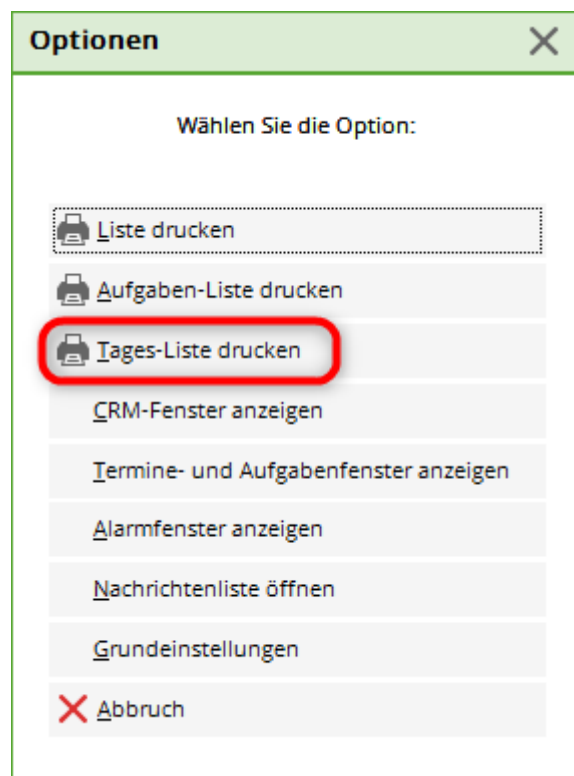 Optionen
Wählen Sie die Option:
Liste drucken
Aufgaben-Liste drucken
Tages-Liste drucken
CRM-Fenster anzeigen
Termine- und Aufgabenfenster anzeigen
Alarmfenster anzeigen
Nachrichtenliste öffnen
Grundeinstellungen
Abbruch